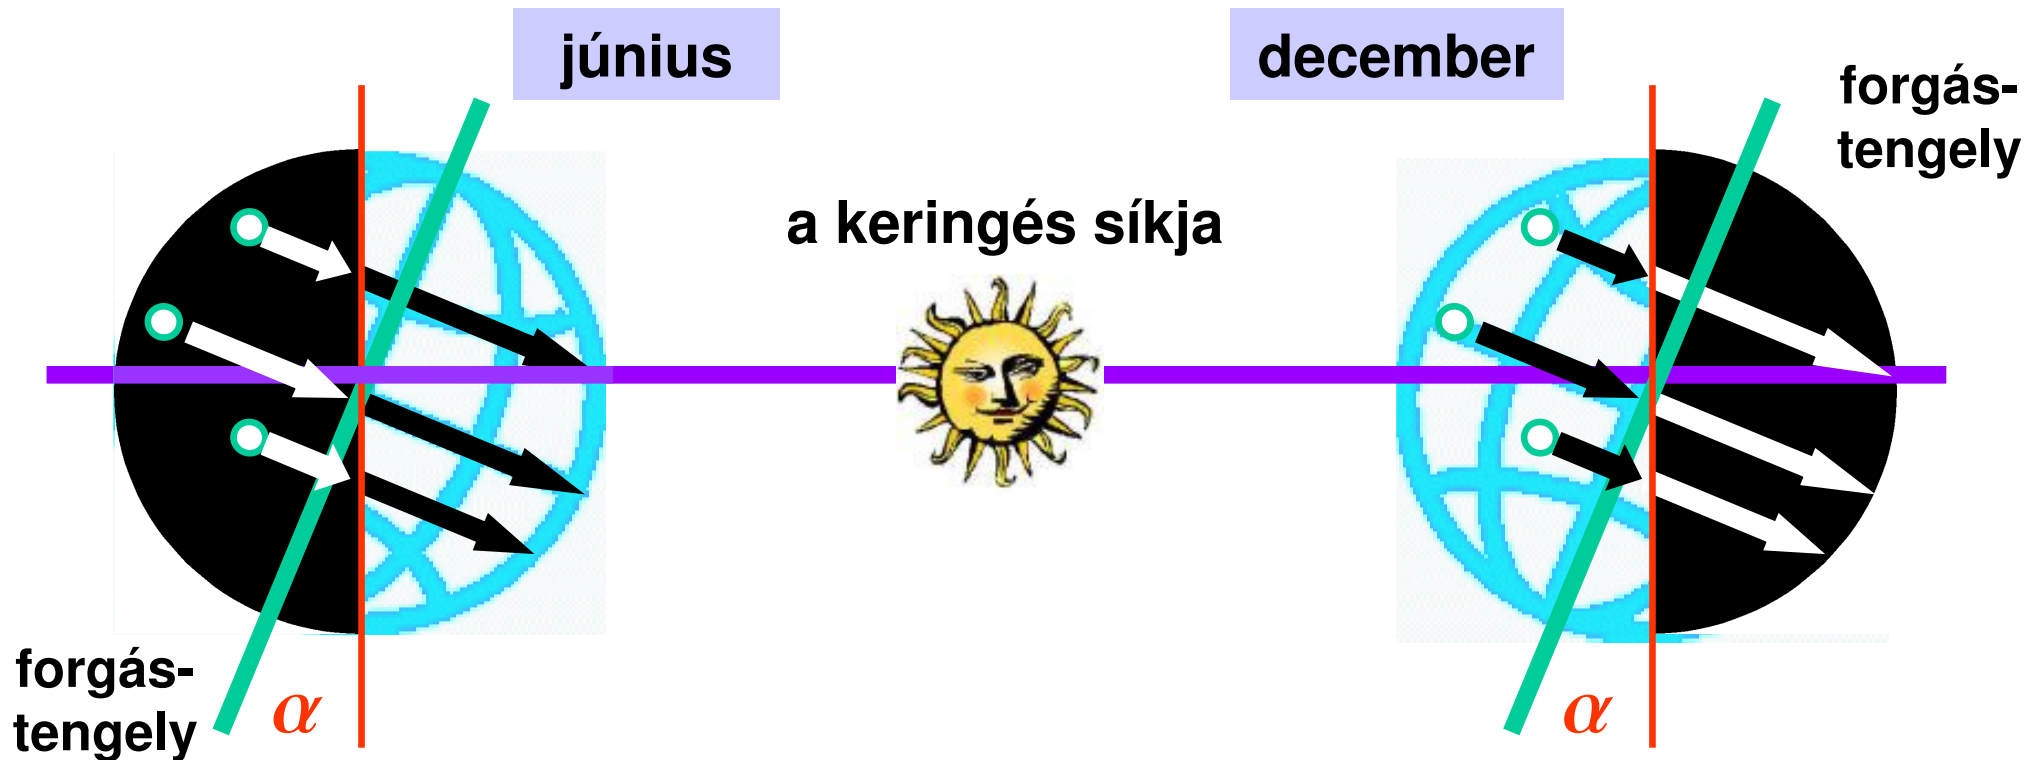 június
december
forgás-
tengely
a keringés síkja
forgás-
tengely
α
α